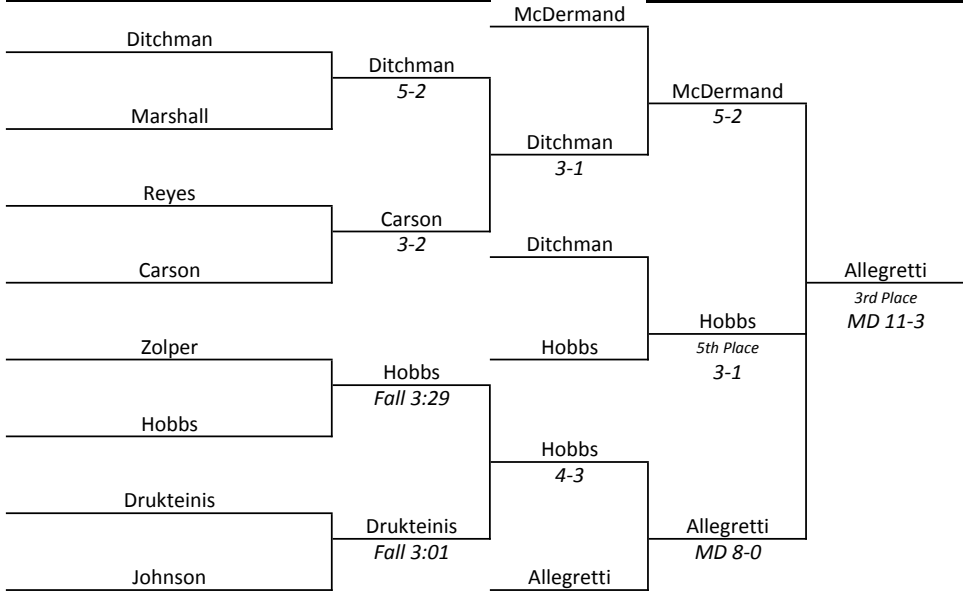 McDermand
Ditchman
Ditchman
5-2
McDermand
5-2
Marshall
Ditchman
3-1
Reyes
Carson
3-2
Ditchman
Carson
Allegretti
3rd Place
MD 11-3
Hobbs
5th Place
3-1
Zolper
Hobbs
Hobbs
Fall 3:29
Hobbs
Hobbs
4-3
Drukteinis
Drukteinis
Fall 3:01
Allegretti
MD 8-0
Johnson
Allegretti